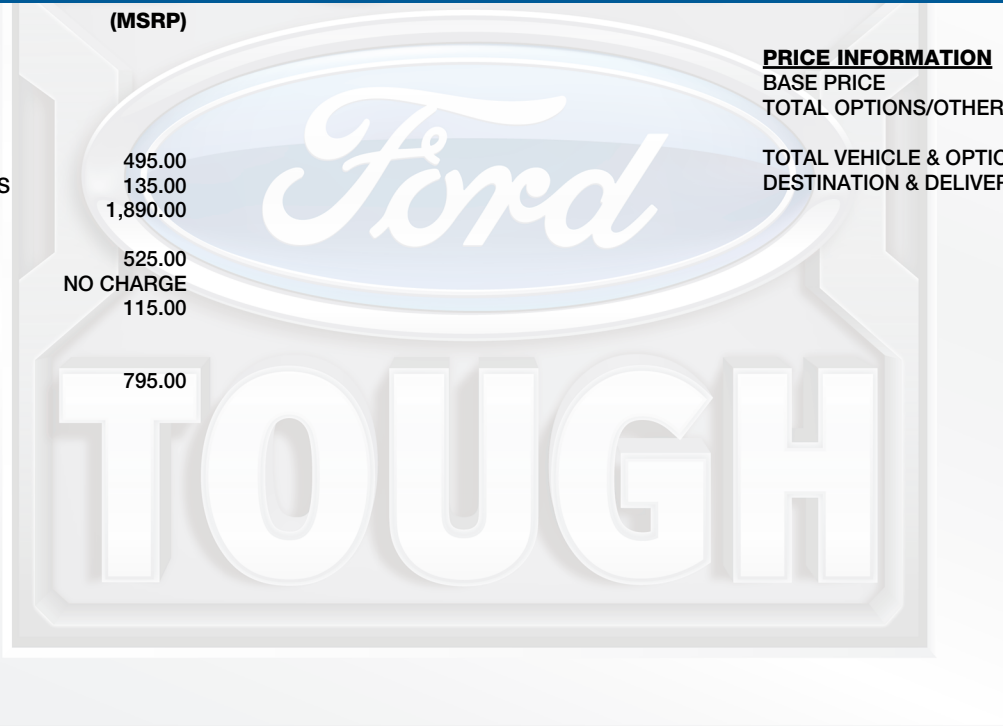 (MSRP)
495.00
S 135.00
1,890.00
525.00
NO CHARGE
115.00
795.00
PRICE INFORMATION
BASE PRICE
TOTAL OPTIONS/OTHER
TOTAL VEHICLE & OPTIO
DESTINATION & DELIVER
Ford
TOUGH